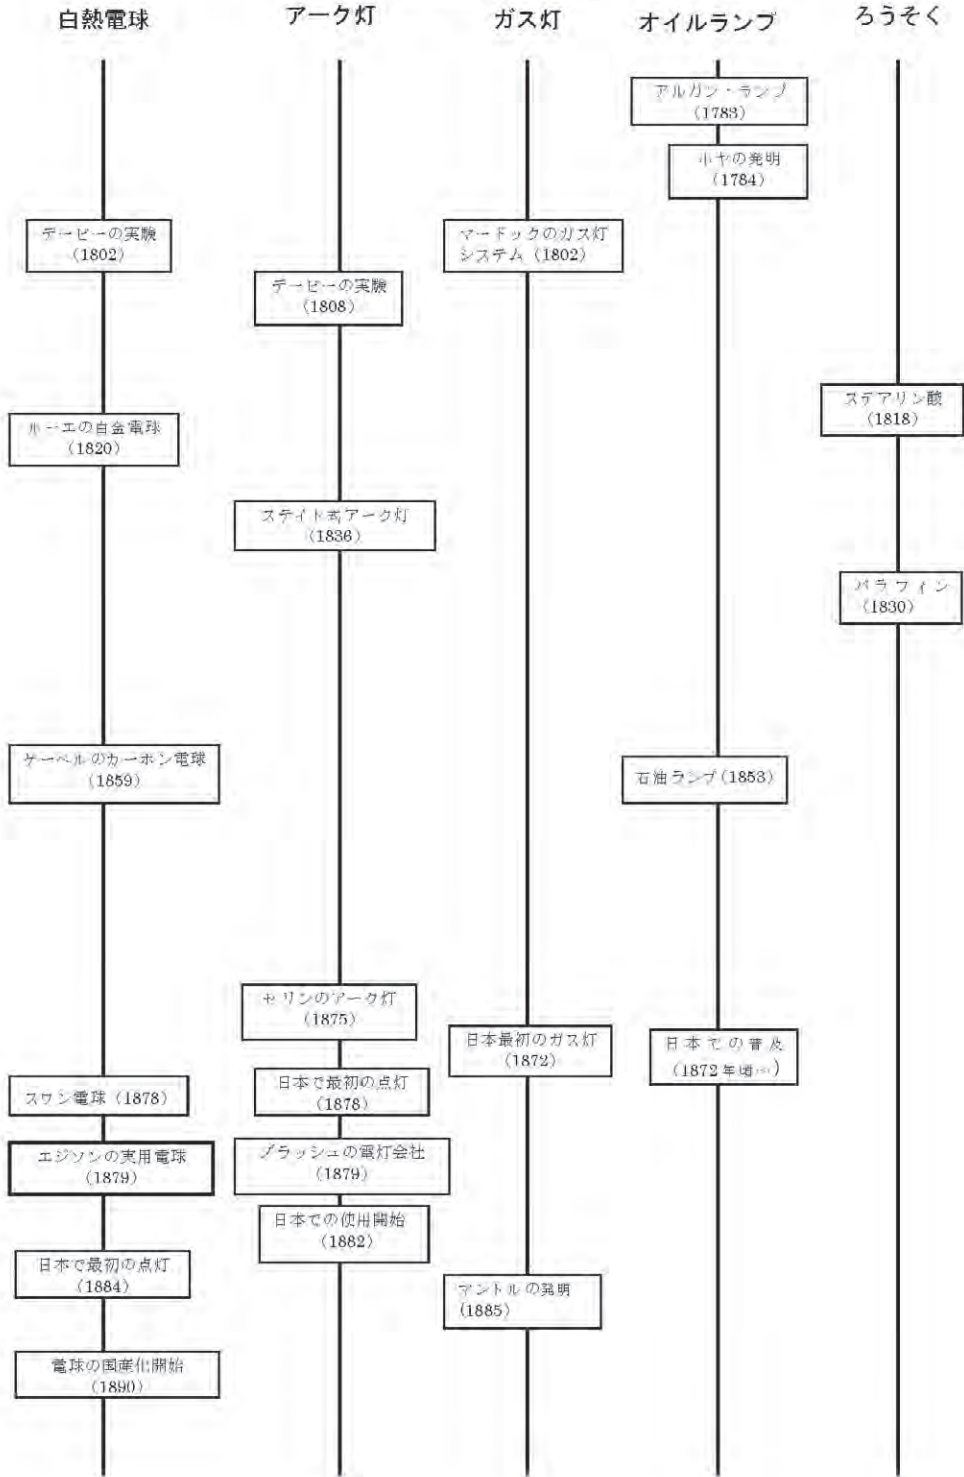 白熱電球
アーク灯
ガス灯
オイルランプ
ろうそく
デービーの実験
(1802)
ルーエの白金電球
(1820)
ゲーベルのカーボン電球
(1859)
スワン電球 (1878)
エジソンの実用電球
(1879)
日本で最初の点灯
(1884)
電球の国産化開始
(1890)
デービーの実験
(1808)
ステイト式アーク灯
(1836)
セリンのアーク灯
(1875)
日本で最初の点灯
(1878)
ブラッシュの電灯会社
(1879)
日本での使用開始
(1882)
マードックのガス灯
システム (1802)
日本最初のガス灯
(1872)
マントルの発明
(1885)
アルガン・ランプ
(1783)
ホヤの発明
(1784)
石油ランプ (1853)
日本での普及
(1872年頃…)
ステアリン酸
(1818)
パラフィン
(1830)